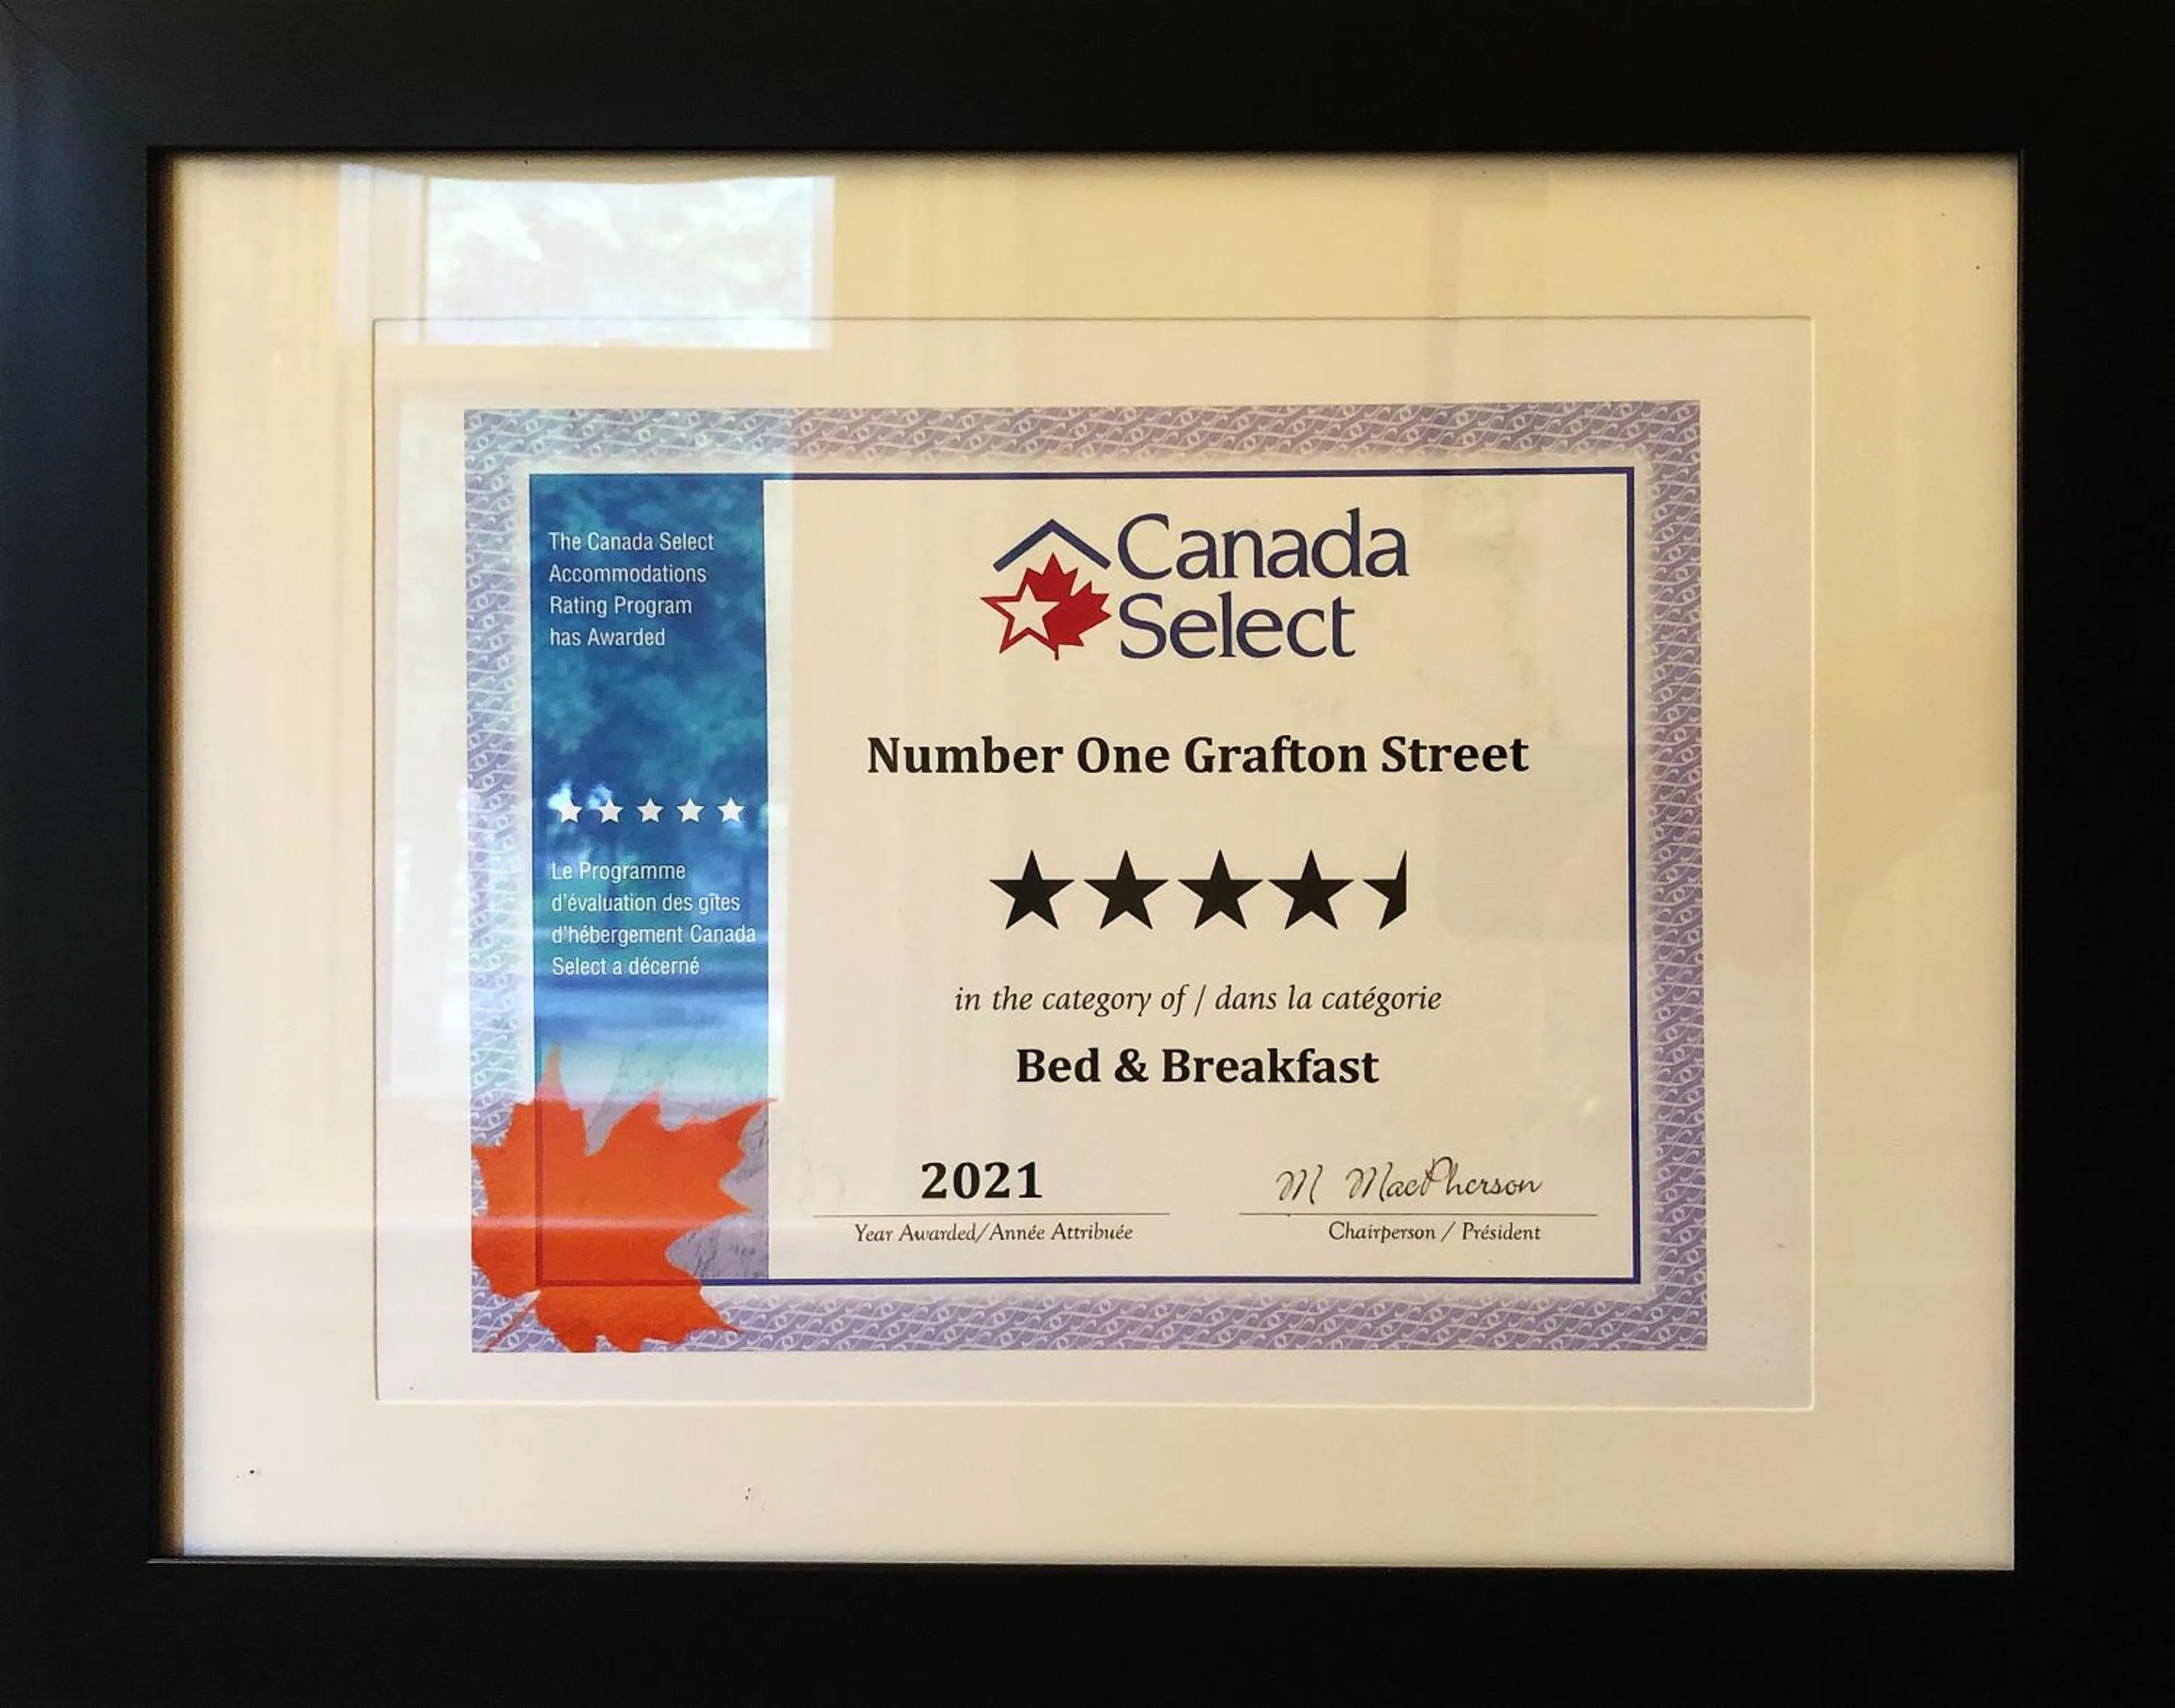 The Canada Select
Accommodations
Rating Program
has Awarded
Le Programme
d'évaluation des gîtes
d'hébergement Canada
Select a décerné
Canada
Select
Number One Grafton Street
in the category of / dans la catégorie
Bed & Breakfast
2021
Year Awarded/Année Attribuée
M MacPherson
Chairperson / Président